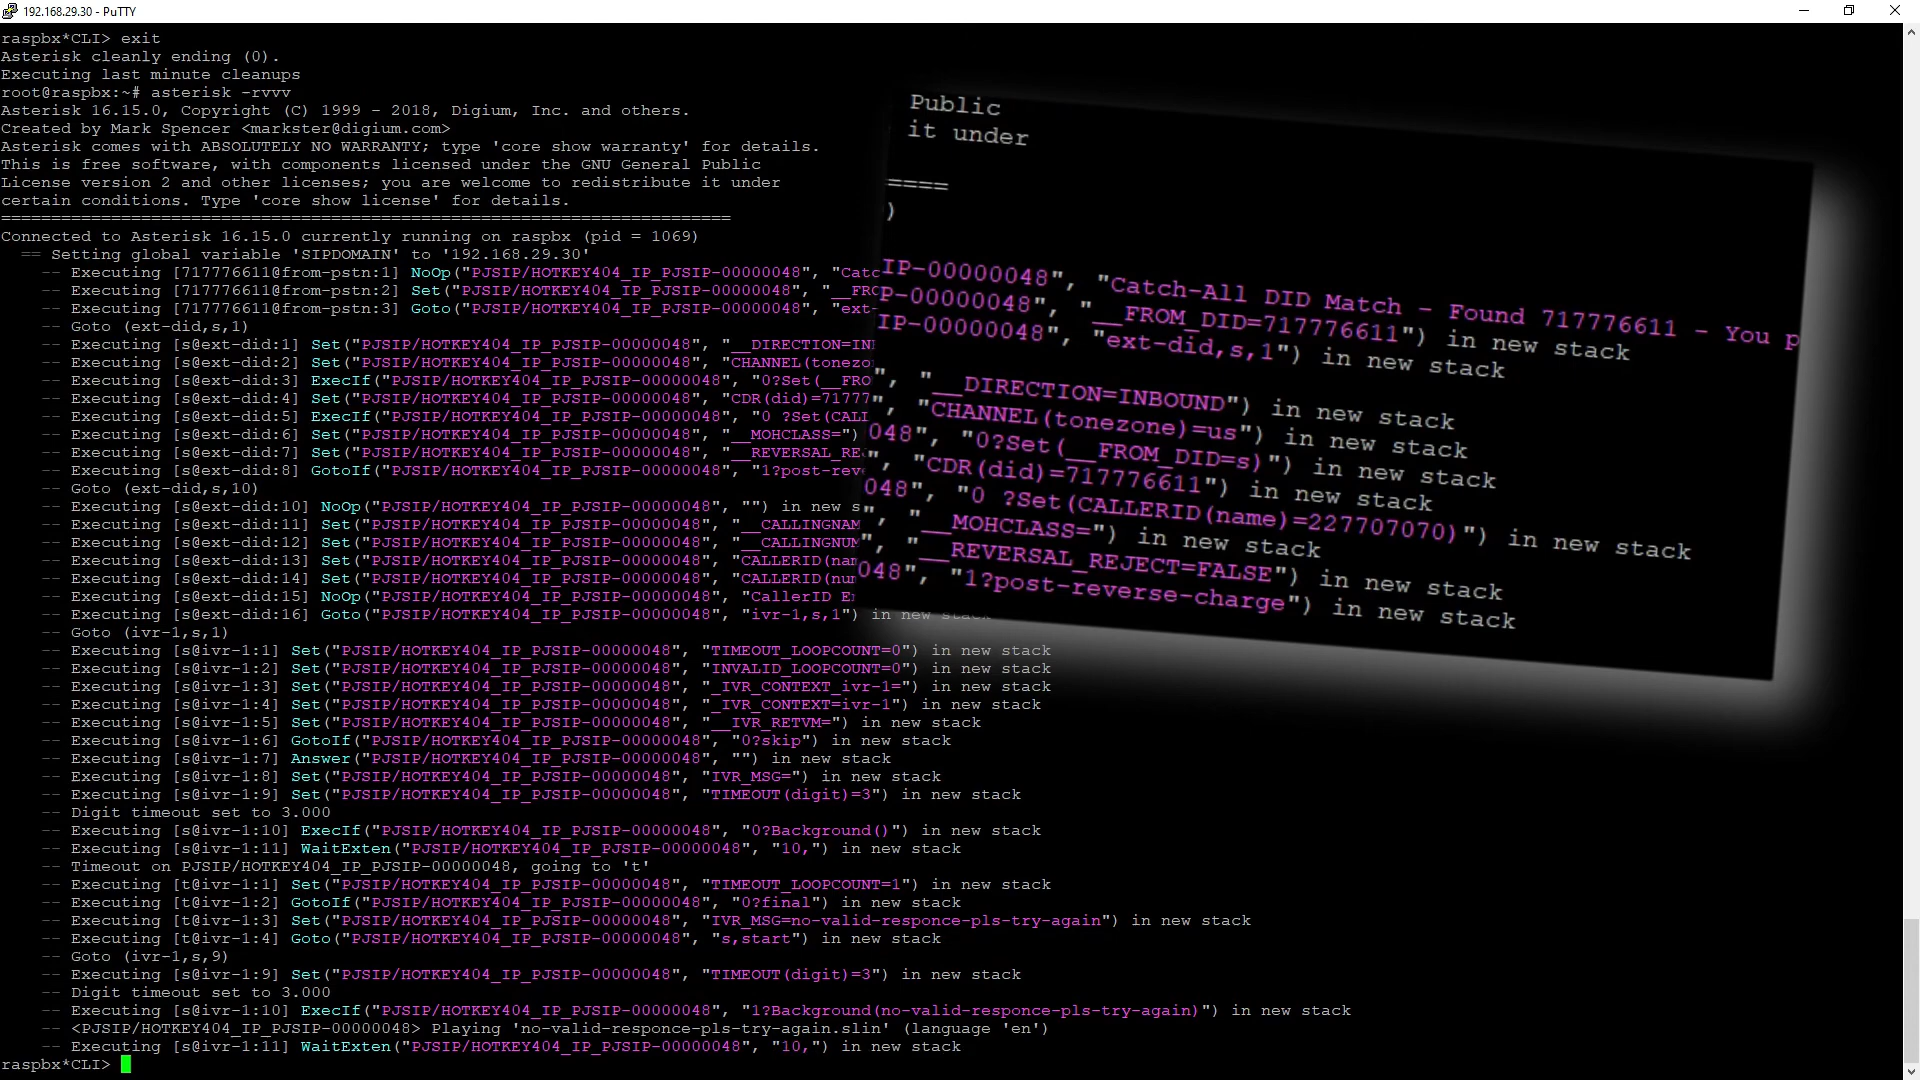 192.168.29.30 - PuTTY
raspbx*CLI> exit
Asterisk cleanly ending (0).
Executing last minute cleanups
root@raspbx:~# asterisk -rvvv
Asterisk 16.15.0, Copyright (C) 1999 - 2018, Digium, Inc. and others.
Created by Mark Spencer <markster@digium.com>
Asterisk comes with ABSOLUTELY NO WARRANTY; type 'core show warranty' for details.
This is free software, with components licensed under the GNU General Public
License version 2 and other licenses; you are welcome to redistribute it under
certain conditions. Type 'core show license' for details.
=========================================================================
Connected to Asterisk 16.15.0 currently running on raspbx (pid = 1069)
== Setting global variable 'SIPDOMAIN' to '192.168.29.30'
-- Executing [717776611@from-pstn:1] NoOp("PJSIP/HOTKEY404_IP_PJSIP-00000048", "Catc
-- Executing [717776611@from-pstn:2] Set("PJSIP/HOTKEY404_IP_PJSIP-00000048", "__FRO
-- Executing [717776611@from-pstn:3] Goto("PJSIP/HOTKEY404_IP_PJSIP-00000048", "ext-
-- Goto (ext-did,s,1)
-- Executing [s@ext-did:1] Set("PJSIP/HOTKEY404_IP_PJSIP-00000048", "__DIRECTION=IN
-- Executing [s@ext-did:2] Set("PJSIP/HOTKEY404_IP_PJSIP-00000048", "CHANNEL(tonezo
-- Executing [s@ext-did:3] ExecIf("PJSIP/HOTKEY404_IP_PJSIP-00000048", "0?Set(__FRO
-- Executing [s@ext-did:4] Set("PJSIP/HOTKEY404_IP_PJSIP-00000048", "CDR(did)=71777
-- Executing [s@ext-did:5] ExecIf("PJSIP/HOTKEY404_IP_PJSIP-00000048", "0 ?Set(CALL
-- Executing [s@ext-did:6] Set("PJSIP/HOTKEY404_IP_PJSIP-00000048", "__MOHCLASS=")
-- Executing [s@ext-did:7] Set("PJSIP/HOTKEY404_IP_PJSIP-00000048", "__REVERSAL_RE
-- Executing [s@ext-did:8] GotoIf("PJSIP/HOTKEY404_IP_PJSIP-00000048", "1?post-reve
-- Goto (ext-did,s,10)
-- Executing [s@ext-did:10] NoOp("PJSIP/HOTKEY404_IP_PJSIP-00000048", "") in new s
-- Executing [s@ext-did:11] Set("PJSIP/HOTKEY404_IP_PJSIP-00000048", "__CALLINGNAM
-- Executing [s@ext-did:12] Set("PJSIP/HOTKEY404_IP_PJSIP-00000048", "__CALLINGNUM
-- Executing [s@ext-did:13] Set("PJSIP/HOTKEY404_IP_PJSIP-00000048", "CALLERID(nam
-- Executing [s@ext-did:14] Set("PJSIP/HOTKEY404_IP_PJSIP-00000048", "CALLERID(num
-- Executing [s@ext-did:15] NoOp("PJSIP/HOTKEY404_IP_PJSIP-00000048", "CallerID E
-- Executing [s@ext-did:16] Goto("PJSIP/HOTKEY404_IP_PJSIP-00000048", "ivr-1,s,1") in new stack
-- Goto (ivr-1,s,1)
-- Executing [s@ivr-1:1] Set("PJSIP/HOTKEY404_IP_PJSIP-00000048", "TIMEOUT_LOOPCOUNT=0") in new stack
-- Executing [s@ivr-1:2] Set("PJSIP/HOTKEY404_IP_PJSIP-00000048", "INVALID_LOOPCOUNT=0") in new stack
-- Executing [s@ivr-1:3] Set("PJSIP/HOTKEY404_IP_PJSIP-00000048", "_IVR_CONTEXT_ivr-1=") in new stack
-- Executing [s@ivr-1:4] Set("PJSIP/HOTKEY404_IP_PJSIP-00000048", "_IVR_CONTEXT=ivr-1") in new stack
-- Executing [s@ivr-1:5] Set("PJSIP/HOTKEY404_IP_PJSIP-00000048", "__IVR_RETVM=") in new stack
-- Executing [s@ivr-1:6] GotoIf("PJSIP/HOTKEY404_IP_PJSIP-00000048", "0?skip") in new stack
-- Executing [s@ivr-1:7] Answer("PJSIP/HOTKEY404_IP_PJSIP-00000048", "") in new stack
-- Executing [s@ivr-1:8] Set("PJSIP/HOTKEY404_IP_PJSIP-00000048", "IVR_MSG=") in new stack
-- Executing [s@ivr-1:9] Set("PJSIP/HOTKEY404_IP_PJSIP-00000048", "TIMEOUT(digit)=3") in new stack
-- Digit timeout set to 3.000
-- Executing [s@ivr-1:10] ExecIf("PJSIP/HOTKEY404_IP_PJSIP-00000048", "0?Background()") in new stack
-- Executing [s@ivr-1:11] WaitExten("PJSIP/HOTKEY404_IP_PJSIP-00000048", "10,") in new stack
-- Timeout on PJSIP/HOTKEY404_IP_PJSIP-00000048, going to 't'
-- Executing [t@ivr-1:1] Set("PJSIP/HOTKEY404_IP_PJSIP-00000048", "TIMEOUT_LOOPCOUNT=1") in new stack
-- Executing [t@ivr-1:2] GotoIf("PJSIP/HOTKEY404_IP_PJSIP-00000048", "0?final") in new stack
-- Executing [t@ivr-1:3] Set("PJSIP/HOTKEY404_IP_PJSIP-00000048", "IVR_MSG=no-valid-responce-pls-try-again") in new stack
-- Executing [t@ivr-1:4] Goto("PJSIP/HOTKEY404_IP_PJSIP-00000048", "s,start") in new stack
-- Goto (ivr-1,s,9)
-- Executing [s@ivr-1:9] Set("PJSIP/HOTKEY404_IP_PJSIP-00000048", "TIMEOUT(digit)=3") in new stack
-- Digit timeout set to 3.000
-- Executing [s@ivr-1:10] ExecIf("PJSIP/HOTKEY404_IP_PJSIP-00000048", "1?Background(no-valid-responce-pls-try-again)") in new stack
-- <PJSIP/HOTKEY404_IP_PJSIP-00000048> Playing 'no-valid-responce-pls-try-again.slin' (language 'en')
-- Executing [s@ivr-1:11] WaitExten("PJSIP/HOTKEY404_IP_PJSIP-00000048", "10,") in new stack
raspbx*CLI>
Public
it under
====
)
IP-00000048", "Catch-All DID Match - Found 717776611 - You p
P-00000048", "__FROM_DID=717776611") in new stack
IP-00000048", "ext-did,s,1") in new stack
", "__DIRECTION=INBOUND") in new stack
", "CHANNEL(tonezone)=us") in new stack
048", "0?Set(__FROM_DID=s)") in new stack
", "CDR(did)=717776611") in new stack
048", "0 ?Set(CALLERID(name)=227707070)") in new stack
", "__MOHCLASS=") in new stack
", "__REVERSAL_REJECT=FALSE") in new stack
048", "1?post-reverse-charge") in new stack